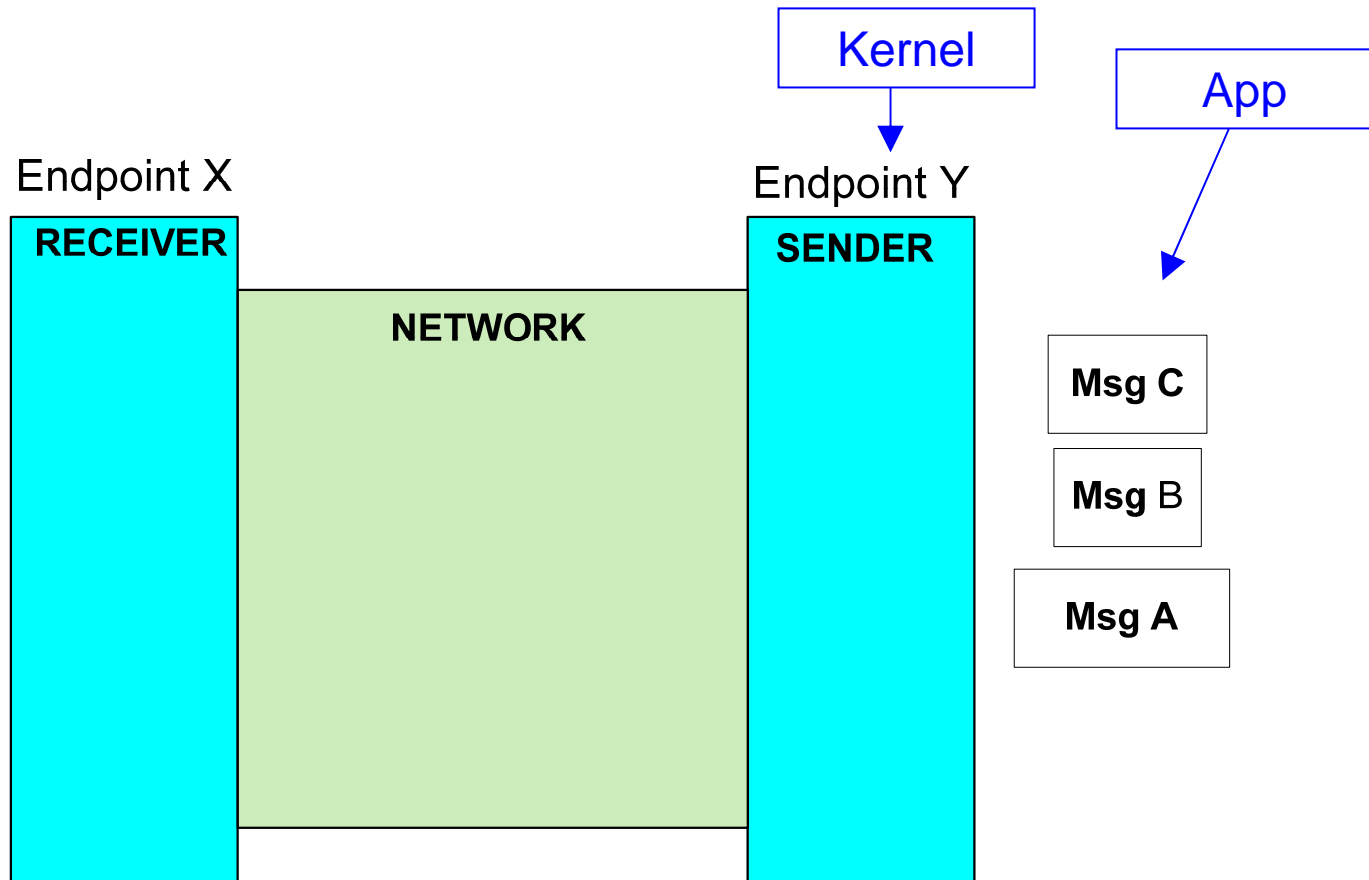 Kernel
App
Endpoint X
Endpoint Y
RECEIVER
SENDER
NETWORK
Msg C
Msg B
Msg A